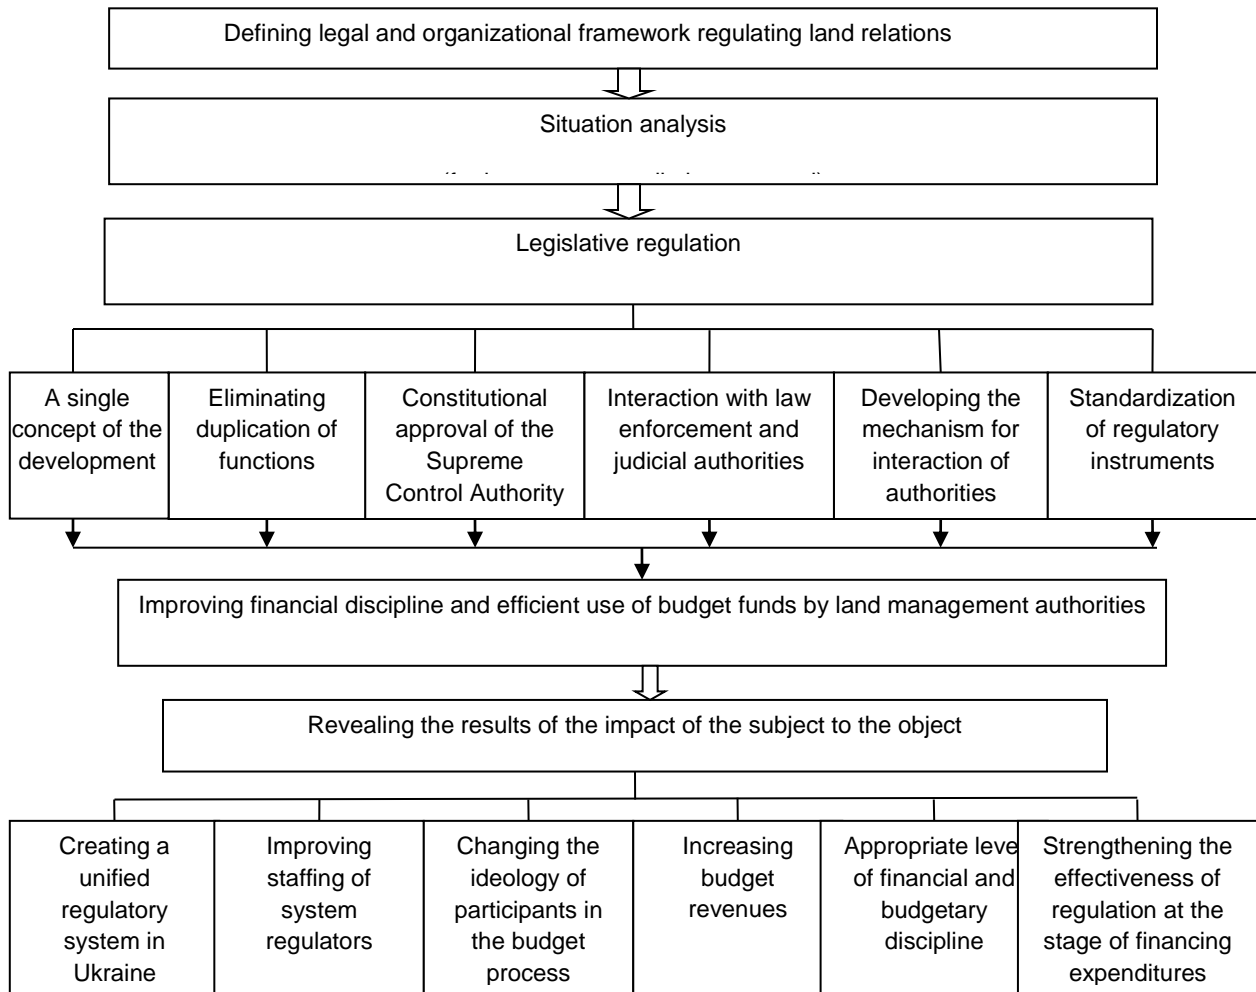 Defining legal and organizational framework regulating land relations
Situation analysis
Legislative regulation
A single
concept of the
development
Eliminating
duplication of
functions
Constitutional
approval of the
Supreme
Control Authority
Interaction with law
enforcement and
judicial authorities
Developing the
mechanism for
interaction of
authorities
Standardization
of regulatory
instruments
Improving financial discipline and efficient use of budget funds by land management authorities
Revealing the results of the impact of the subject to the object
Creating a
unified
regulatory
system in
Ukraine
Improving
staffing of
system
regulators
Changing the
ideology of
participants in
the budget
process
Increasing
budget
revenues
Appropriate leve
of financial and
budgetary
discipline
Strengthening the
effectiveness of
regulation at the
stage of financing
expenditures